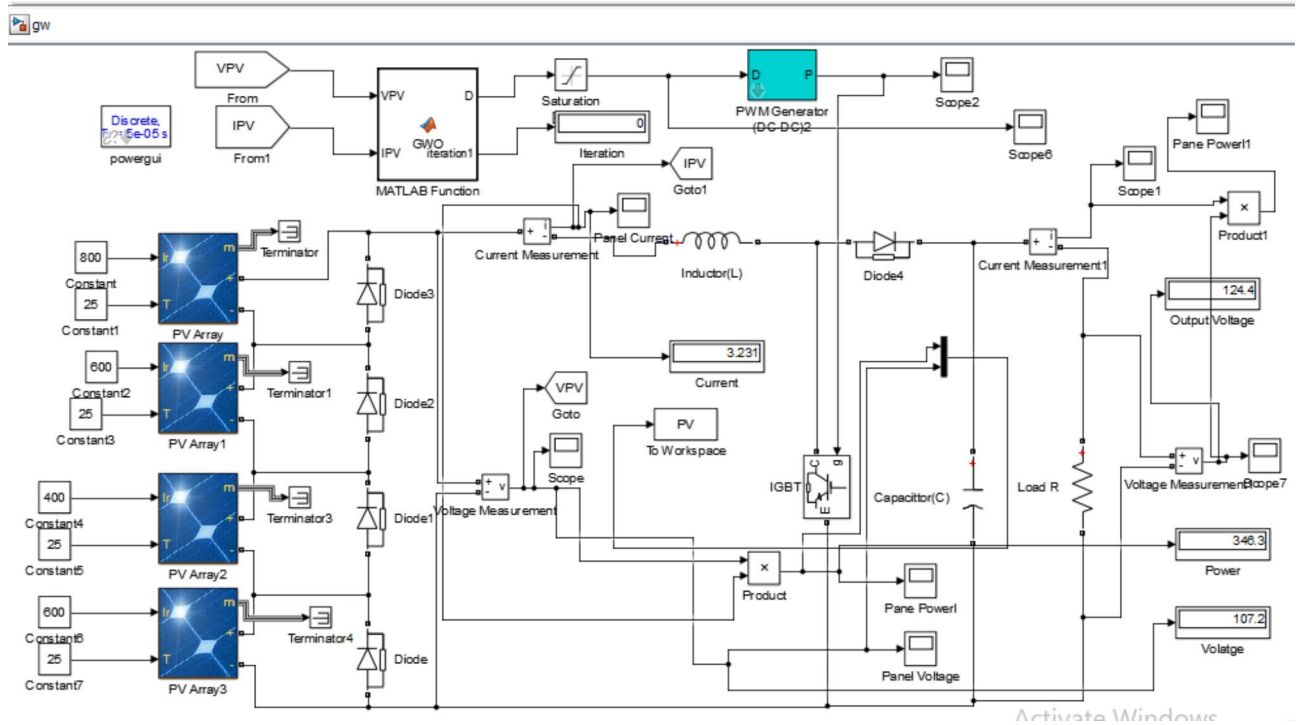 gw
VPV
From
IPV
From1
Discrete,
powergui
VPV
D
IPV
GWO
iteration1
MATLAB Function
Saturation
0
Iteration
D
P
PWM Generator
(DC-DC)2
Scope2
Scope6
Pane Powerl1
Scope1
×
Product1
IPV
Goto1
Panel Current
i
+
-
Current Measurement
Inductor(L)
Diode4
i
+
-
Current Measurement1
124.4
Output Voltage
800
Constant
25
Constant1
Ir
T
m
+
-
PV Array
Terminator
Diode3
600
Constant2
25
Constant3
Ir
T
m
+
-
PV Array1
Terminator1
Diode2
3.231
Current
VPV
Goto
PV
To Workspace
Scope
+
-
v
Voltage Measurement
IGBT
C
g
E
Capacittor(C)
Load R
+
-
v
Voltage Measurement
Scope7
400
Constant4
25
Constant5
Ir
T
m
+
-
PV Array2
Terminator3
Diode1
×
Product
346.3
Power
Pane Powerl
600
Constant6
25
Constant7
Ir
T
m
+
-
PV Array3
Terminator4
Diode
Panel Voltage
107.2
Volatge
Activate Windows